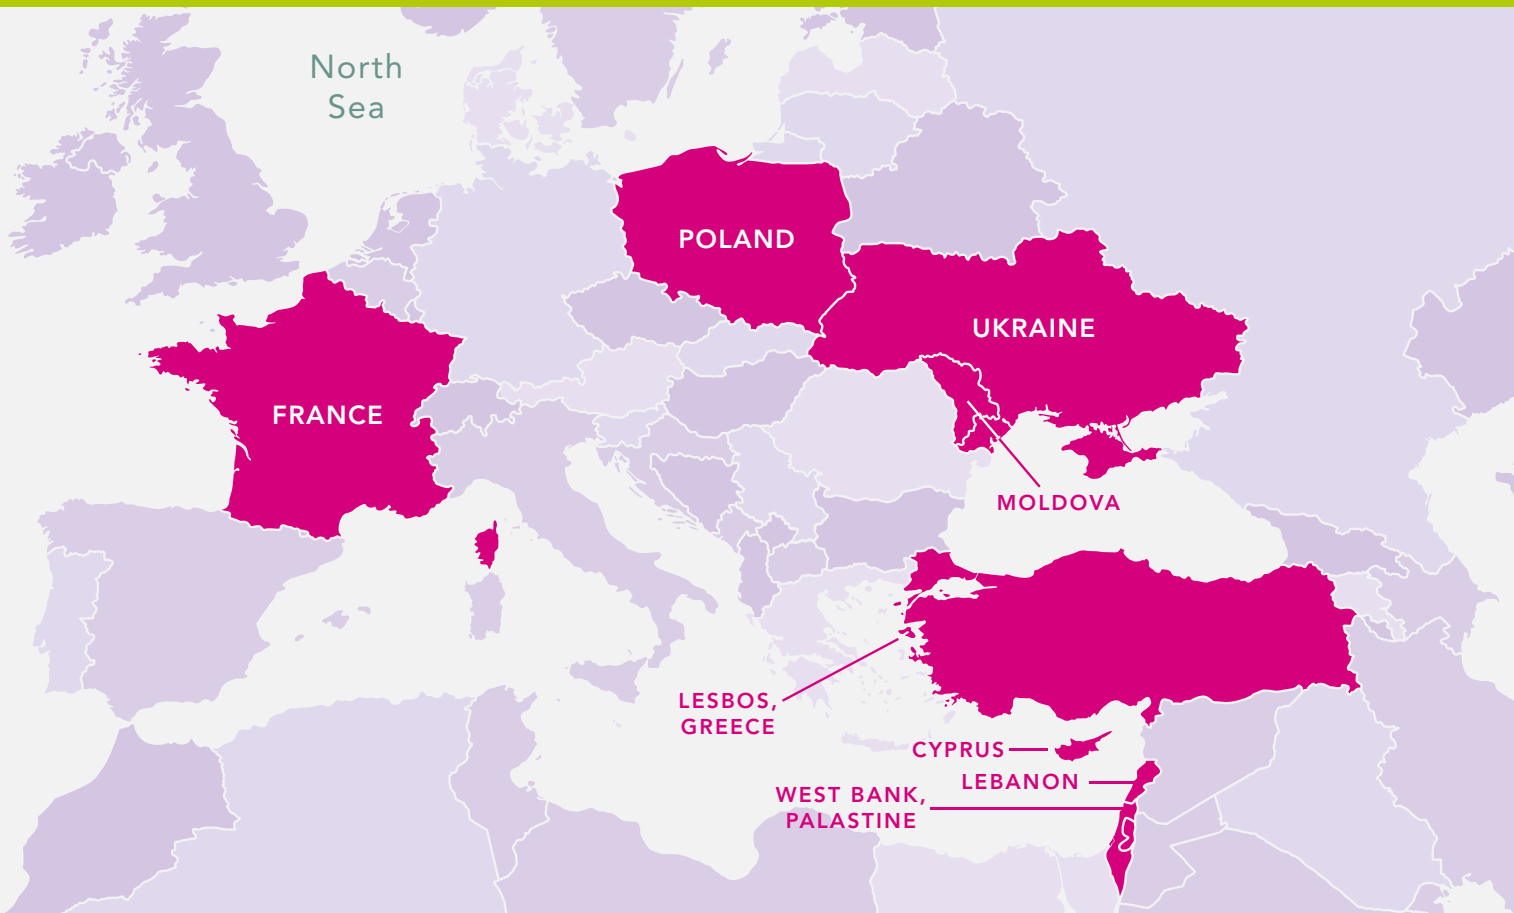 North
Sea
POLAND
UKRAINE
FRANCE
MOLDOVA
LESBOS,
GREECE
CYPRUS
LEBANON
WEST BANK,
PALASTINE